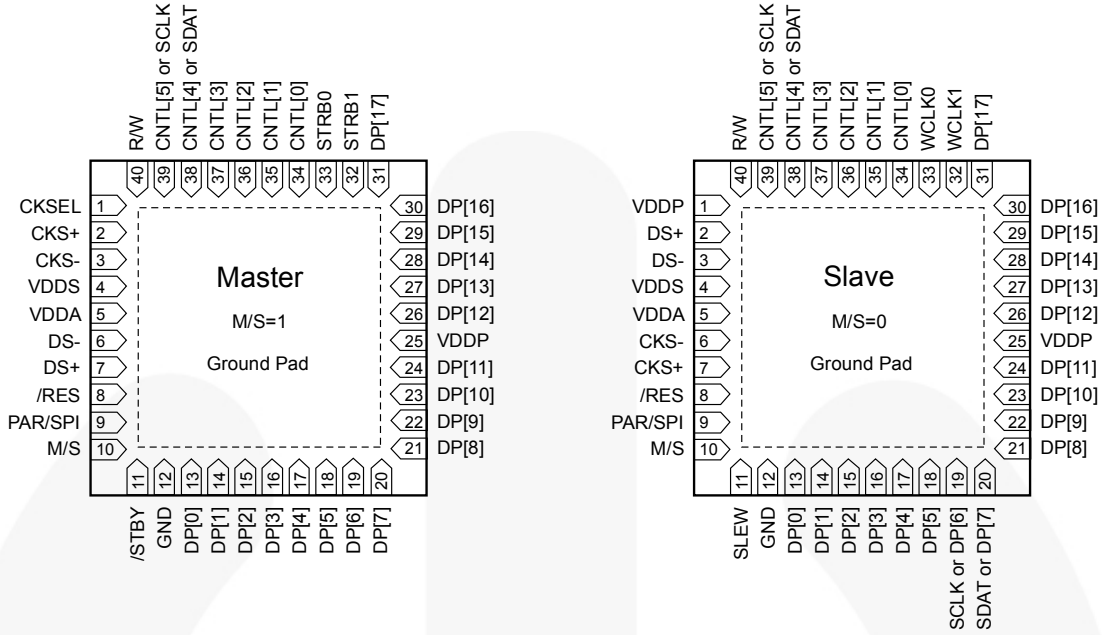 CNTL[5] or SCLK
CNTL[4] or SDAT
R/W
CNTL[3]
CNTL[2]
CNTL[1]
CNTL[0]
STRB0
STRB1
DP[17]
40
39
38
37
36
35
34
33
32
31
CKSEL 1
CKS+ 2
CKS- 3
VDDS 4
VDDA 5
DS- 6
DS+ 7
/RES 8
PAR/SPI 9
M/S 10
Master
M/S=1
Ground Pad
30 DP[16]
29 DP[15]
28 DP[14]
27 DP[13]
26 DP[12]
25 VDDP
24 DP[11]
23 DP[10]
22 DP[9]
21 DP[8]
11
12
13
14
15
16
17
18
19
20
/STBY
GND
DP[0]
DP[1]
DP[2]
DP[3]
DP[4]
DP[5]
DP[6]
DP[7]
R/W
CNTL[5] or SCLK
CNTL[4] or SDAT
CNTL[3]
CNTL[2]
CNTL[1]
CNTL[0]
WCLK0
WCLK1
DP[17]
40
39
38
37
36
35
34
33
32
31
VDDP 1
DS+ 2
DS- 3
VDDS 4
VDDA 5
CKS- 6
CKS+ 7
/RES 8
PAR/SPI 9
M/S 10
Slave
M/S=0
Ground Pad
30 DP[16]
29 DP[15]
28 DP[14]
27 DP[13]
26 DP[12]
25 VDDP
24 DP[11]
23 DP[10]
22 DP[9]
21 DP[8]
11
12
13
14
15
16
17
18
19
20
SLEW
GND
DP[0]
DP[1]
DP[2]
DP[3]
DP[4]
DP[5]
SCLK or DP[6]
SDAT or DP[7]